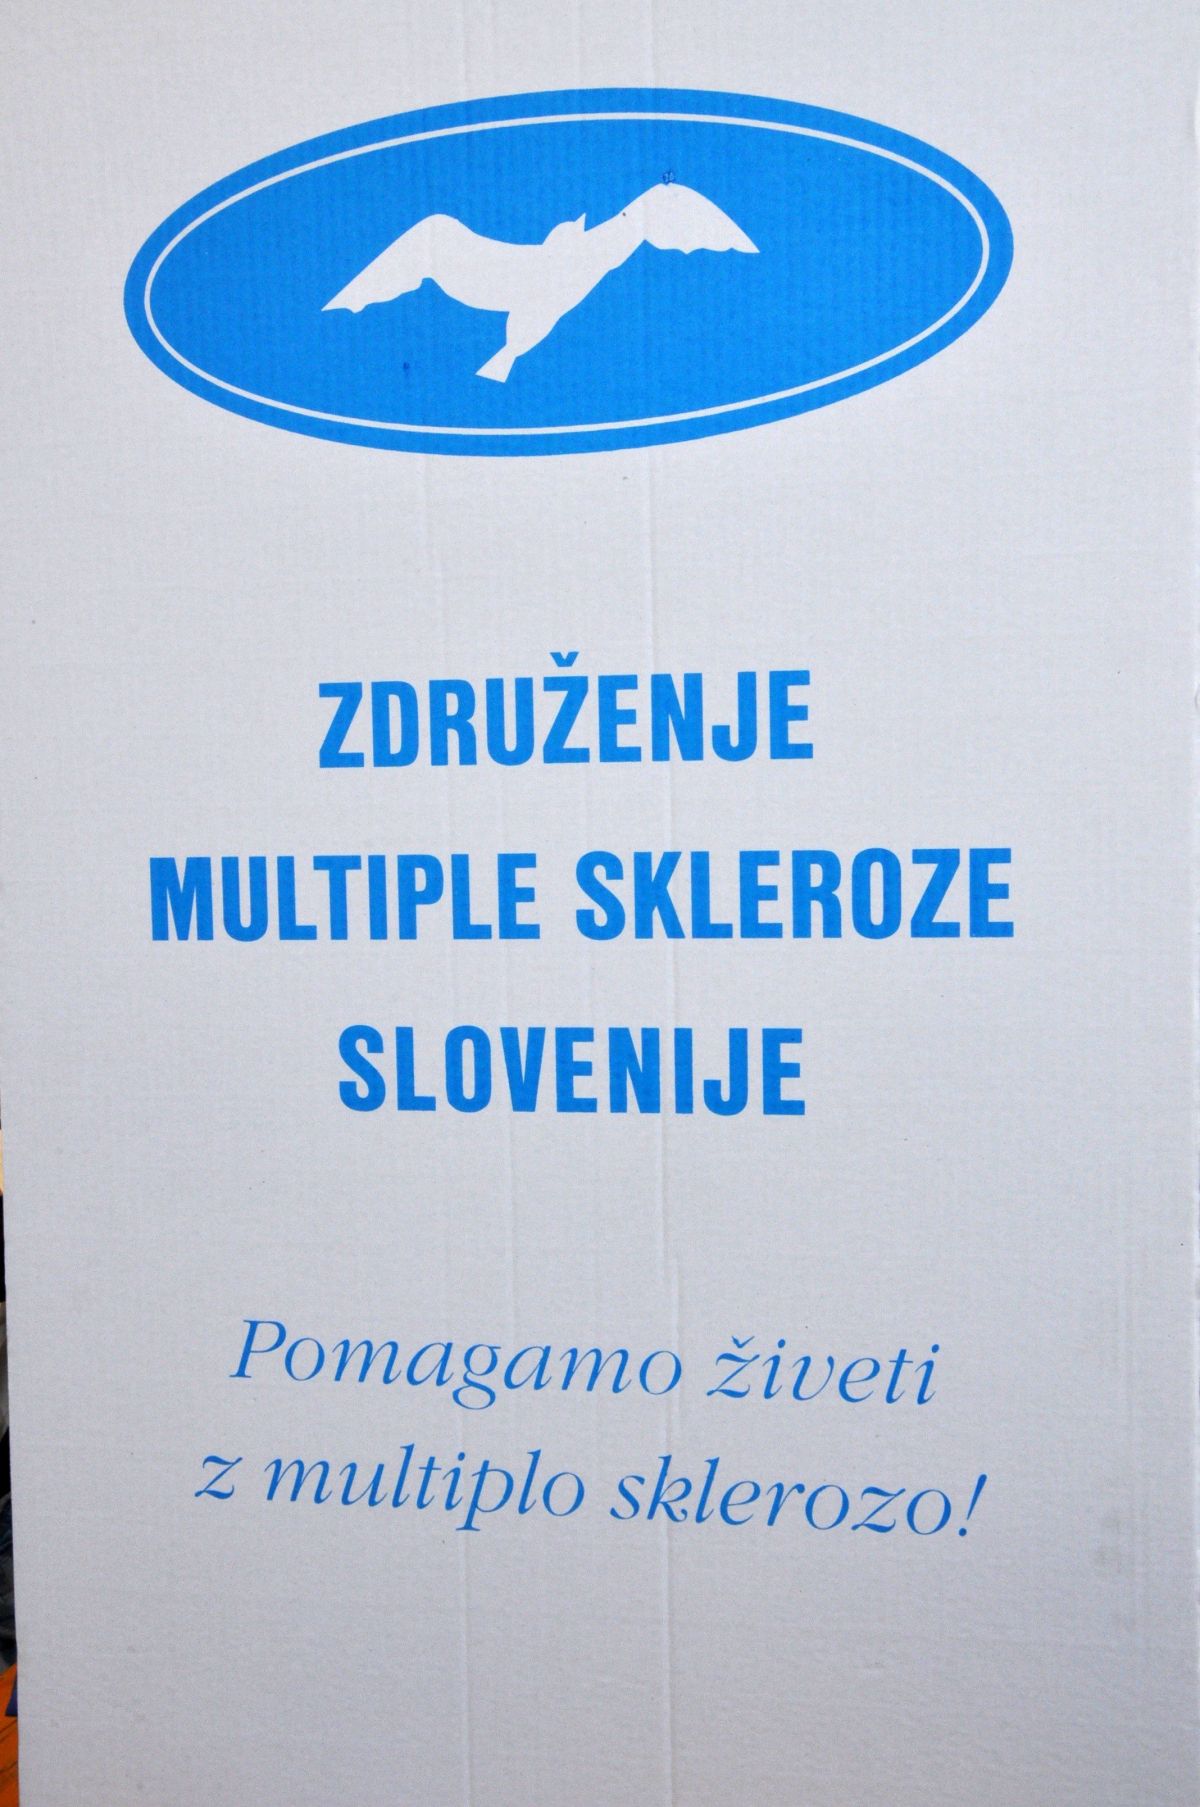 ZDRUŽENJE
MULTIPLE SKLEROZE
SLOVENIJE
Pomagamo živeti
z multiplo sklerozo!